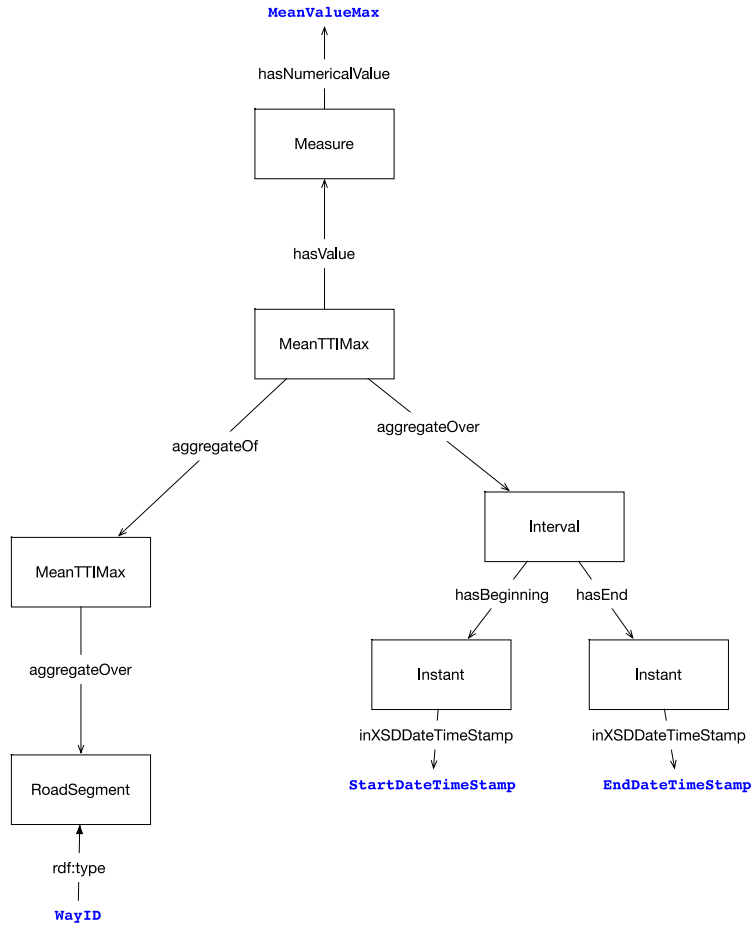 MeanValueMax
hasNumericalValue
Measure
hasValue
MeanTTIMax
aggregateOf
aggregateOver
Interval
MeanTTIMax
hasBeginning
hasEnd
aggregateOver
Instant
Instant
inXSDDateTimeStamp
inXSDDateTimeStamp
RoadSegment
StartDateTimeStamp
EndDateTimeStamp
rdf:type
WayID